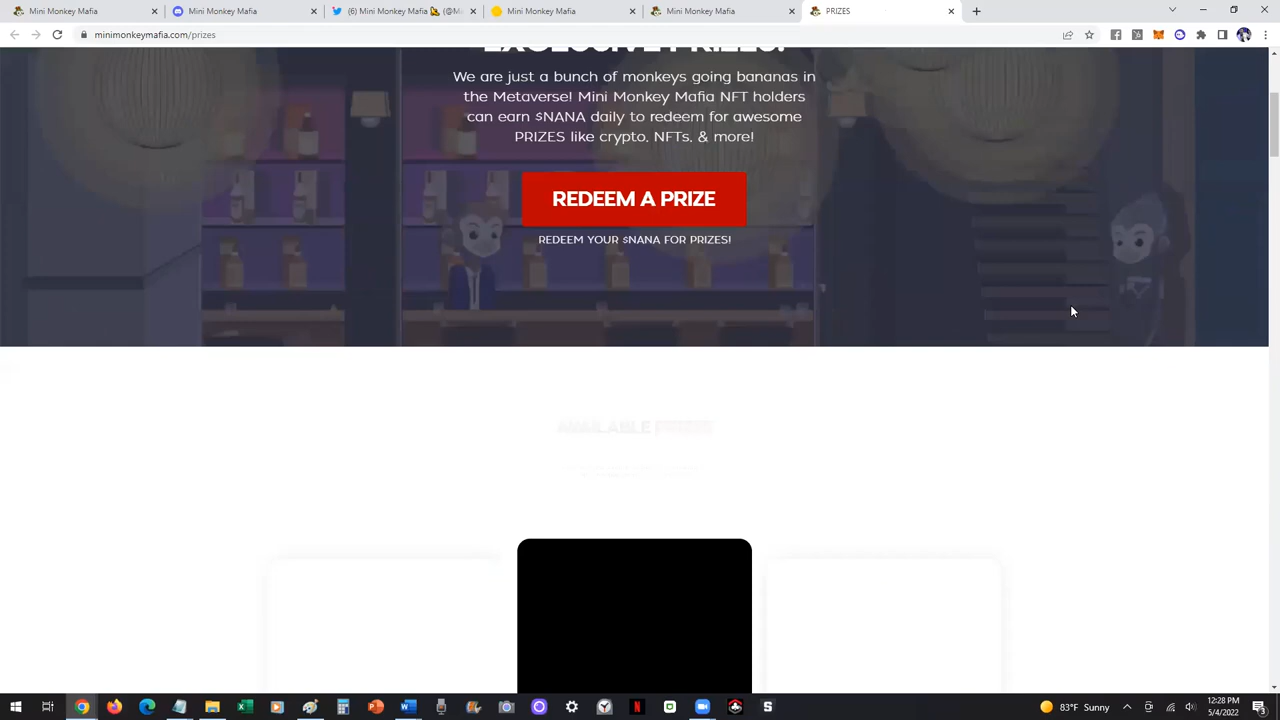 Mini Monkey Mafia
Mini Monkey Mafia
(6) Mini Monkey Mafia
Mini Monkey Mafia
Mini Monkey Mafia
PRIZES
minimonkeymafia.com/prizes
EXCLUSIVE PRIZES!
We are just a bunch of monkeys going bananas in
the Metaverse! Mini Monkey Mafia NFT holders
can earn $NANA daily to redeem for awesome
PRIZES like crypto, NFTs, & more!
REDEEM A PRIZE
REDEEM YOUR $NANA FOR PRIZES!
AVAILABLE
83°F Sunny
12:28 PM
5/4/2022